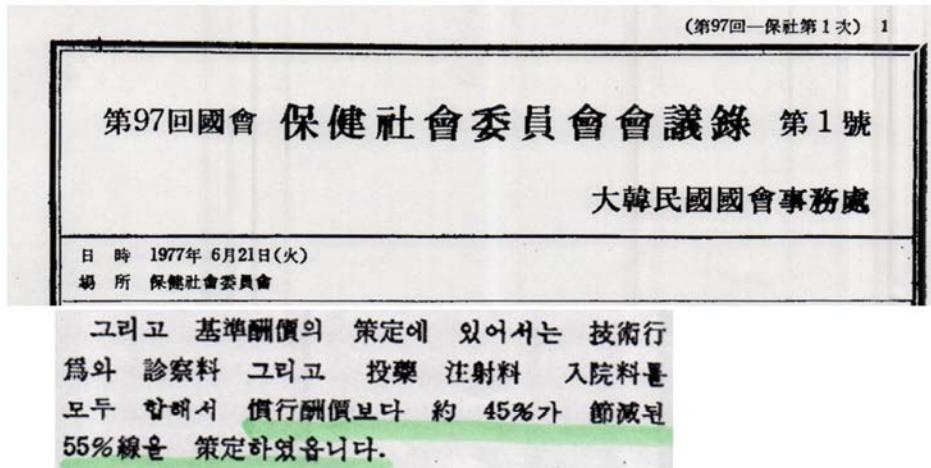 (第97回—保社第1次) 1
第97回國會 保健社會委員會會議錄 第1號
大韓民國國會事務處
日 時 1977年 6月21日(火)
場 所 保健社會委員會
그리고 基準酬價의 策定에 있어서는 技術行
爲와 診察料 그리고 投藥 注射料 入院料를
모두 합해서 慣行酬價보다 約 45%가 節減된
55%線을 策定하였읍니다.